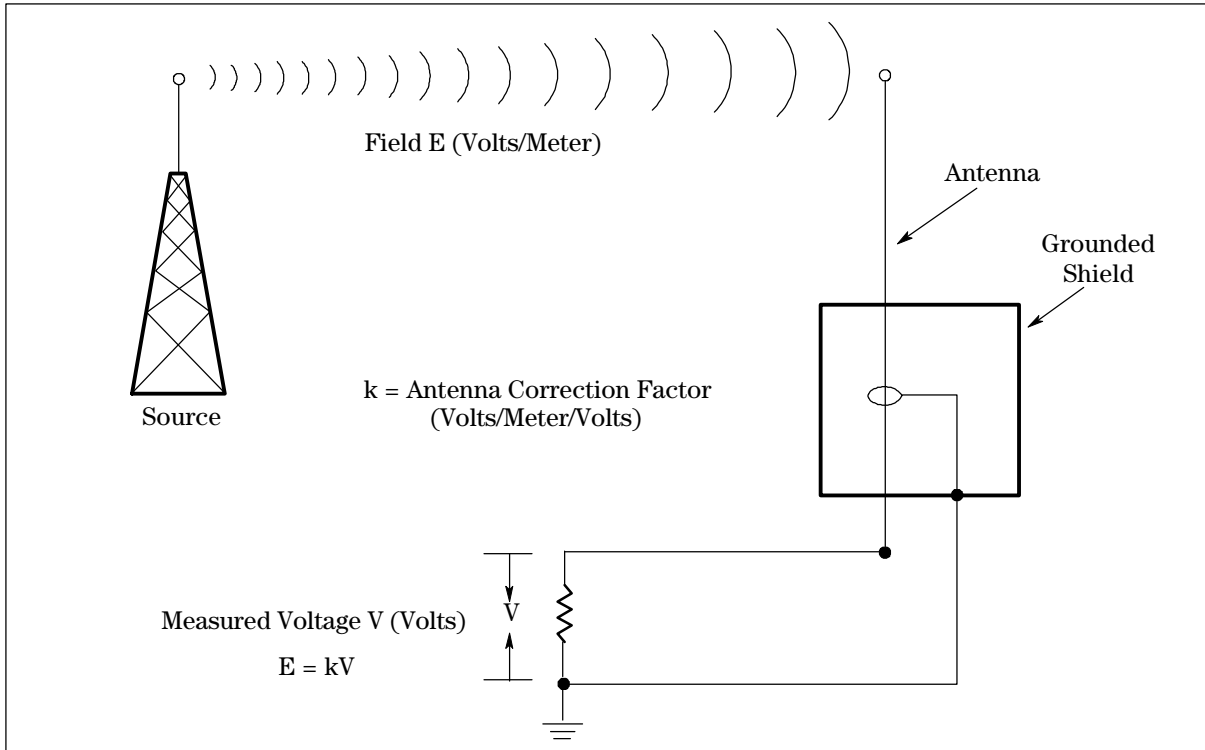 Field E (Volts/Meter)
Antenna
Grounded
Shield
Source
k = Antenna Correction Factor
(Volts/Meter/Volts)
Measured Voltage V (Volts)
V
E = kV